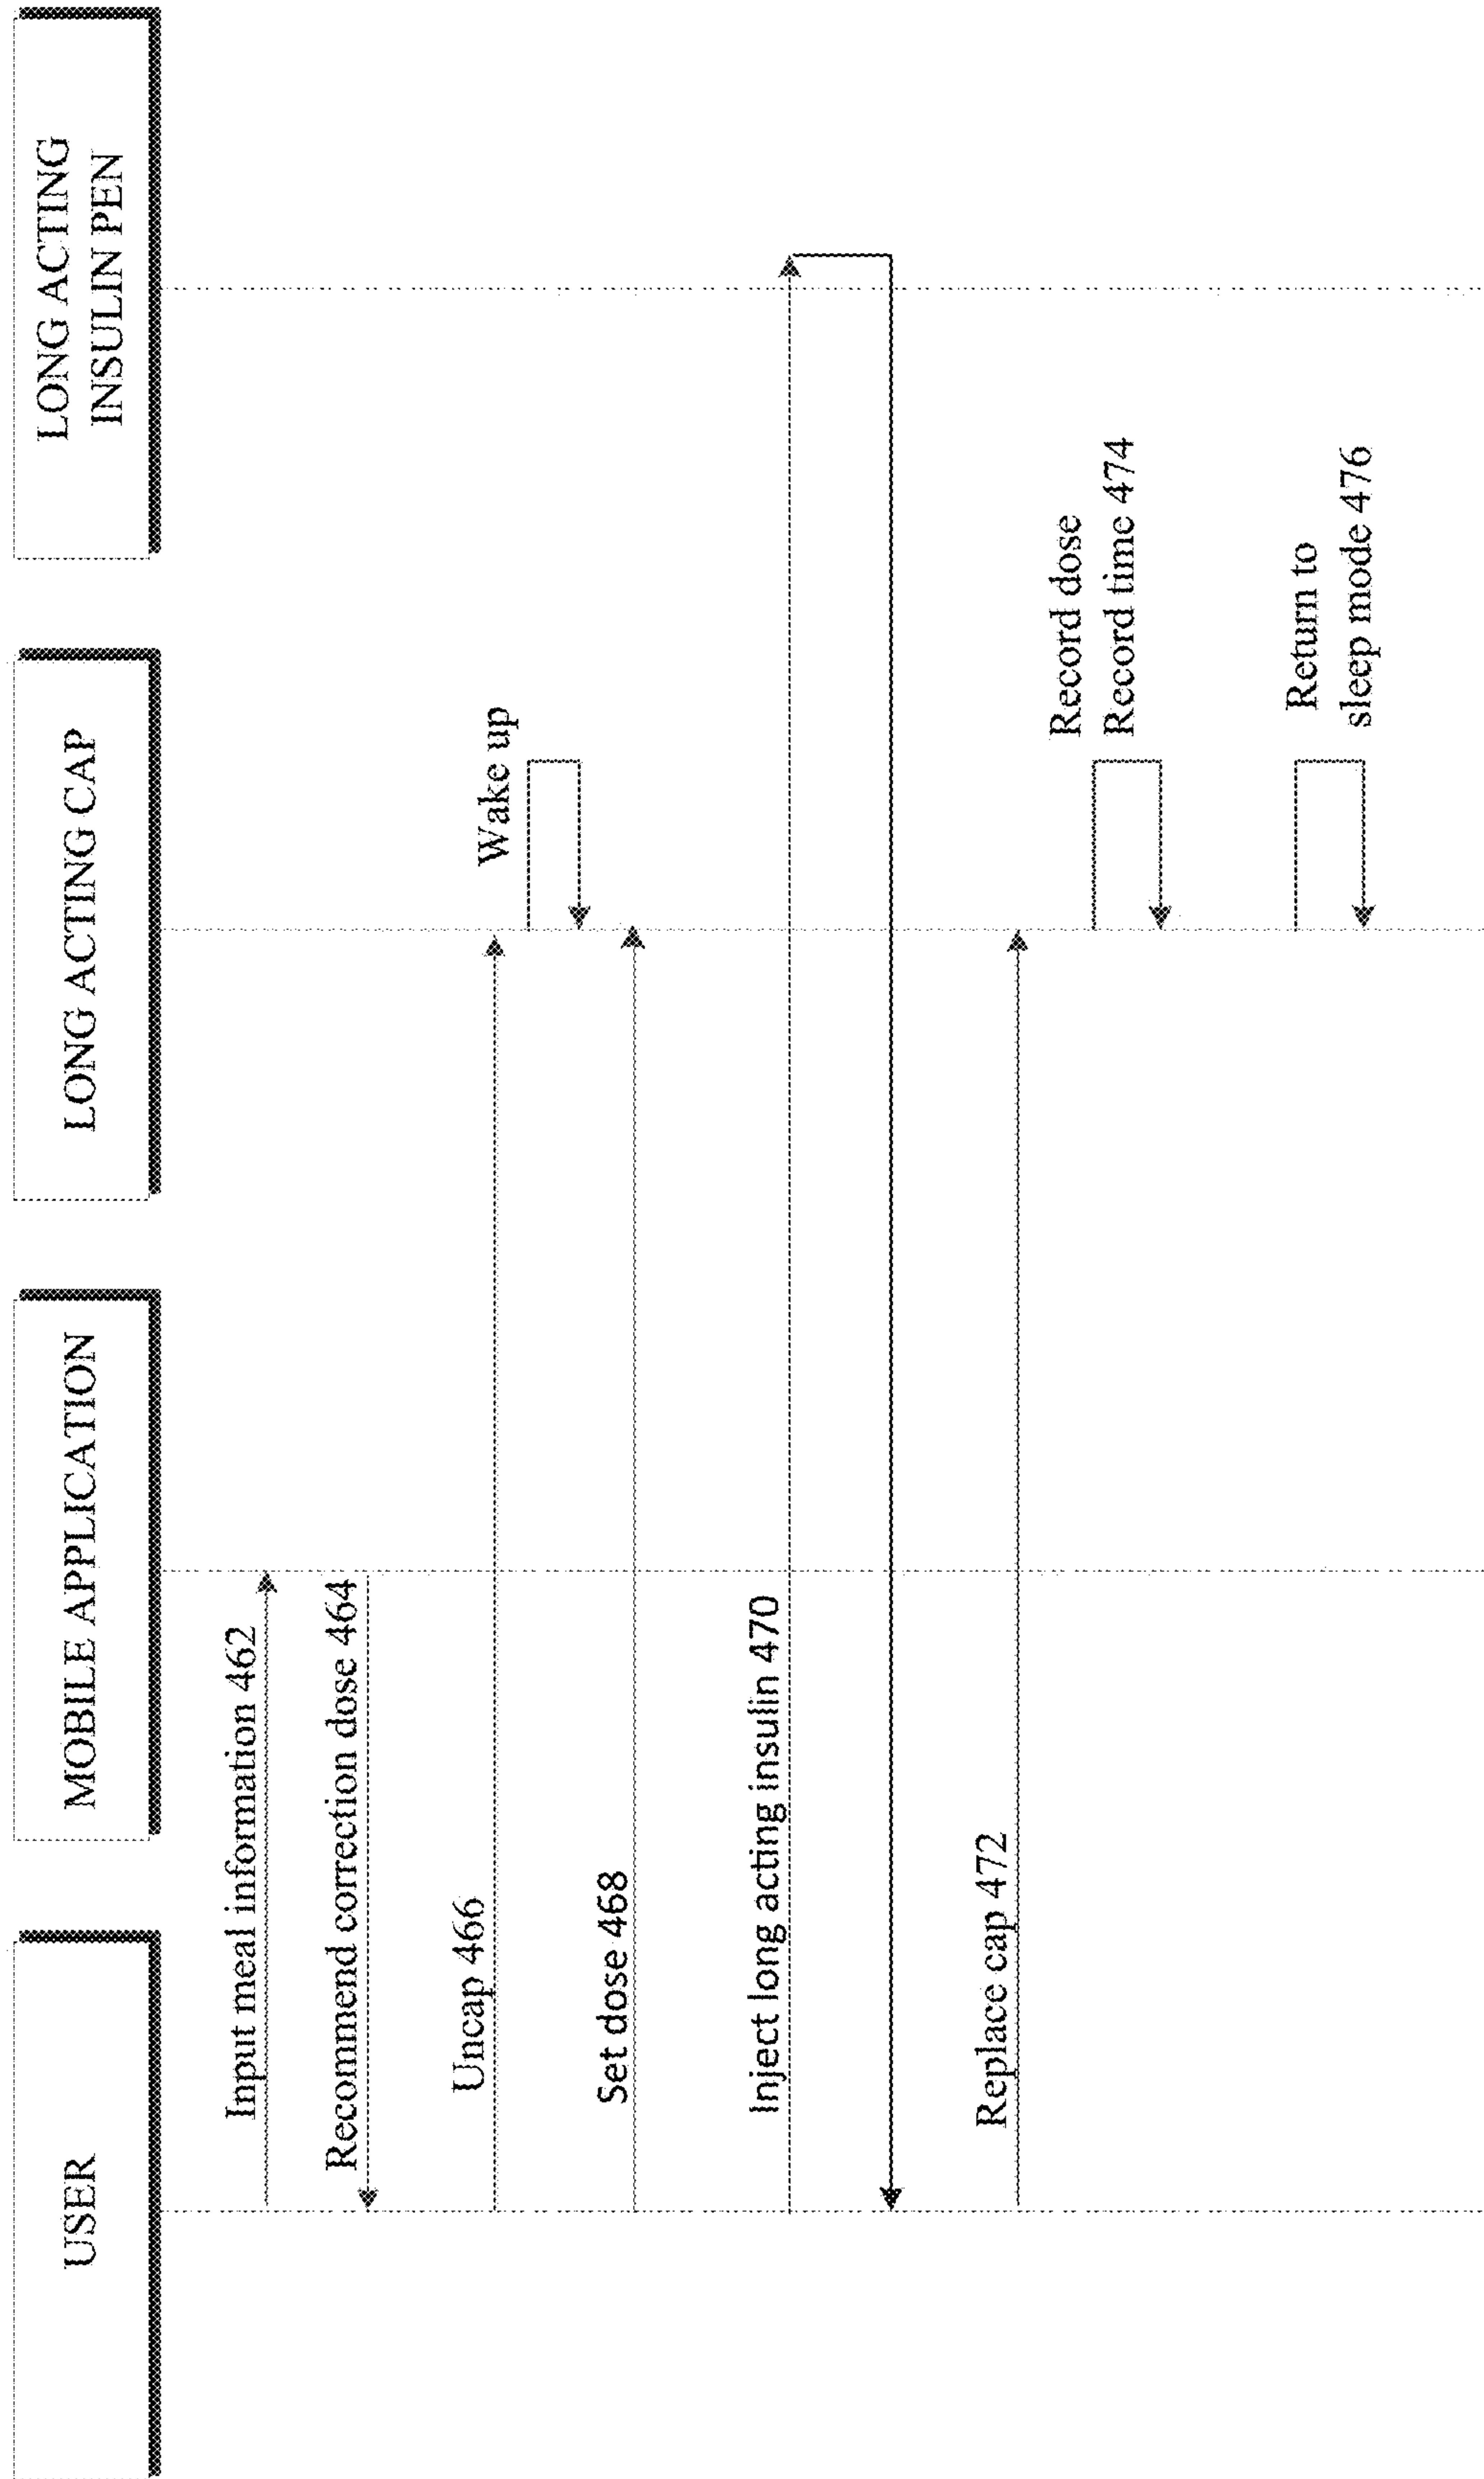 USER
MOBILE APPLICATION
LONG ACTING CAP
LONG ACTING
INSULIN PEN
Input meal information 462
Recommend correction dose 464
Uncap 466
Wake up
Set dose 468
Inject long acting insulin 470
Replace cap 472
Record dose
Record time 474
Return to
sleep mode 476